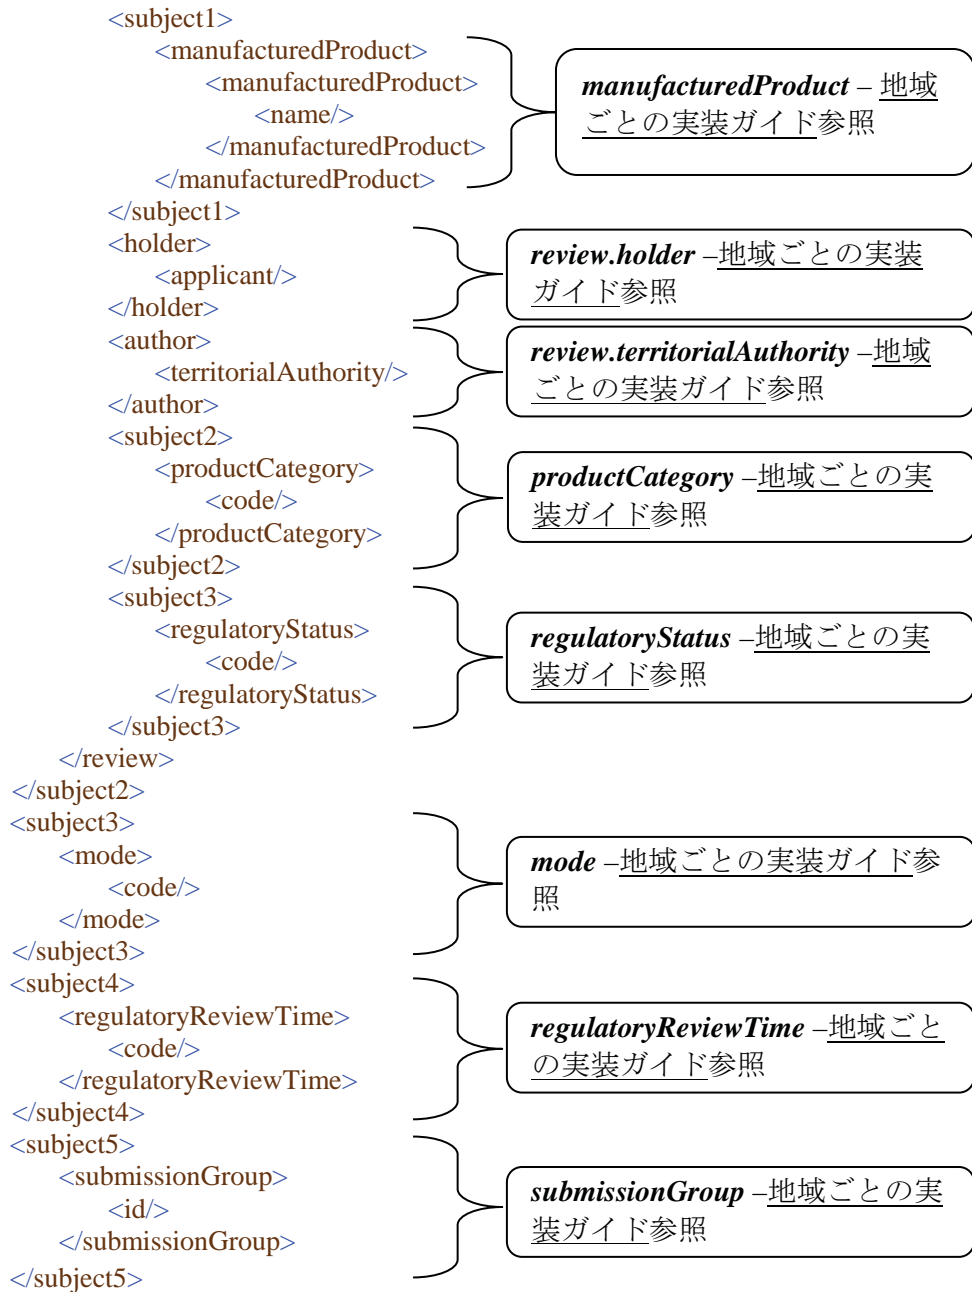 <subject1>
<manufacturedProduct>
<manufacturedProduct>
<name/>
</manufacturedProduct>
</manufacturedProduct>
</subject1>
manufacturedProduct – 地域
ごとの実装ガイド参照
<holder>
<applicant/>
</holder>
review.holder –地域ごとの実装
ガイド参照
<author>
<territorialAuthority/>
</author>
review.territorialAuthority –地域
ごとの実装ガイド参照
<subject2>
<productCategory>
<code/>
</productCategory>
</subject2>
productCategory –地域ごとの実
装ガイド参照
<subject3>
<regulatoryStatus>
<code/>
</regulatoryStatus>
</subject3>
regulatoryStatus –地域ごとの実
装ガイド参照
</review>
</subject2>
<subject3>
<mode>
<code/>
</mode>
</subject3>
mode –地域ごとの実装ガイド参
照
<subject4>
<regulatoryReviewTime>
<code/>
</regulatoryReviewTime>
</subject4>
regulatoryReviewTime –地域ごと
の実装ガイド参照
<subject5>
<submissionGroup>
<id/>
</submissionGroup>
</subject5>
submissionGroup –地域ごとの実
装ガイド参照